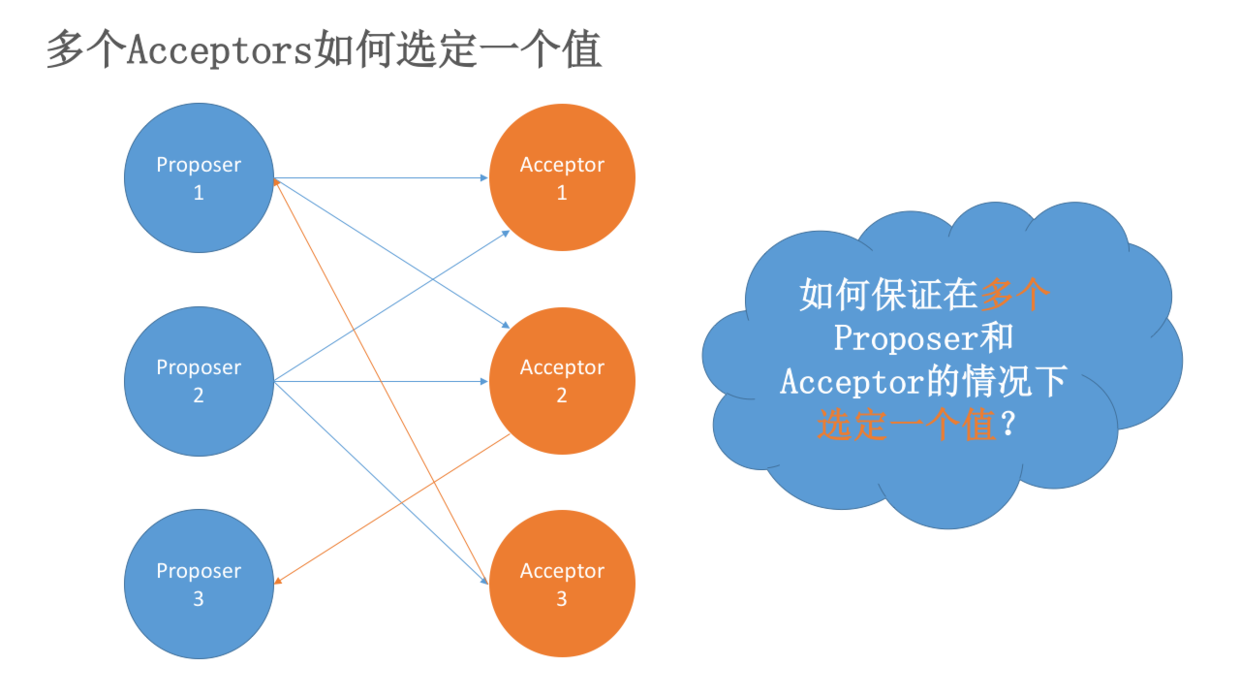 多个Acceptors如何选定一个值
Proposer
1
Acceptor
1
Proposer
2
Acceptor
2
Proposer
3
Acceptor
3
如何保证在多个
Proposer和
Acceptor的情况下
选定一个值？